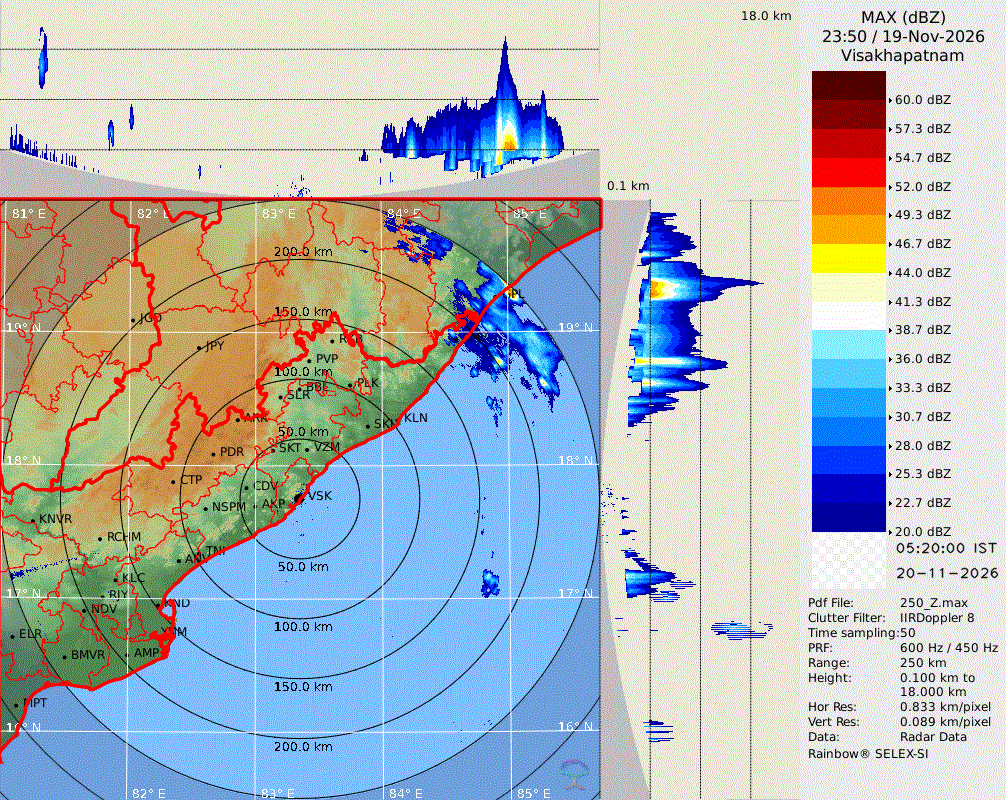 18.0 km
0.1 km
MAX (dBZ)
23:50 / 19-Nov-2026
Visakhapatnam
60.0 dBZ
57.3 dBZ
54.7 dBZ
52.0 dBZ
49.3 dBZ
46.7 dBZ
44.0 dBZ
41.3 dBZ
38.7 dBZ
36.0 dBZ
33.3 dBZ
30.7 dBZ
28.0 dBZ
25.3 dBZ
22.7 dBZ
20.0 dBZ
05:20:00 IST
20-11-2026
Pdf File: 250_Z.max
Clutter Filter: IIRDoppler 8
Time sampling:50
PRF: 600 Hz / 450 Hz
Range: 250 km
Height: 0.100 km to
18.000 km
Hor Res: 0.833 km/pixel
Vert Res: 0.089 km/pixel
Data: Radar Data
Rainbow® SELEX-SI
81° E
82° E
83° E
84° E
85° E
200.0 km
150.0 km
100.0 km
50.0 km
50.0 km
100.0 km
150.0 km
200.0 km
19° N
19° N
18° N
18° N
17° N
17° N
16° N
16° N
JGD
JPY
PVP
BBL
PLK
SLR
ARK
SKL
KLN
PDR
SKT
VZM
CTP
CDV
VSK
NSPM
AKP
KNVR
RCHM
ANV
TNI
KLC
RJY
NDV
KND
ELR
YNM
BMVR
AMP
MPT
82° E
83° E
84° E
85° E